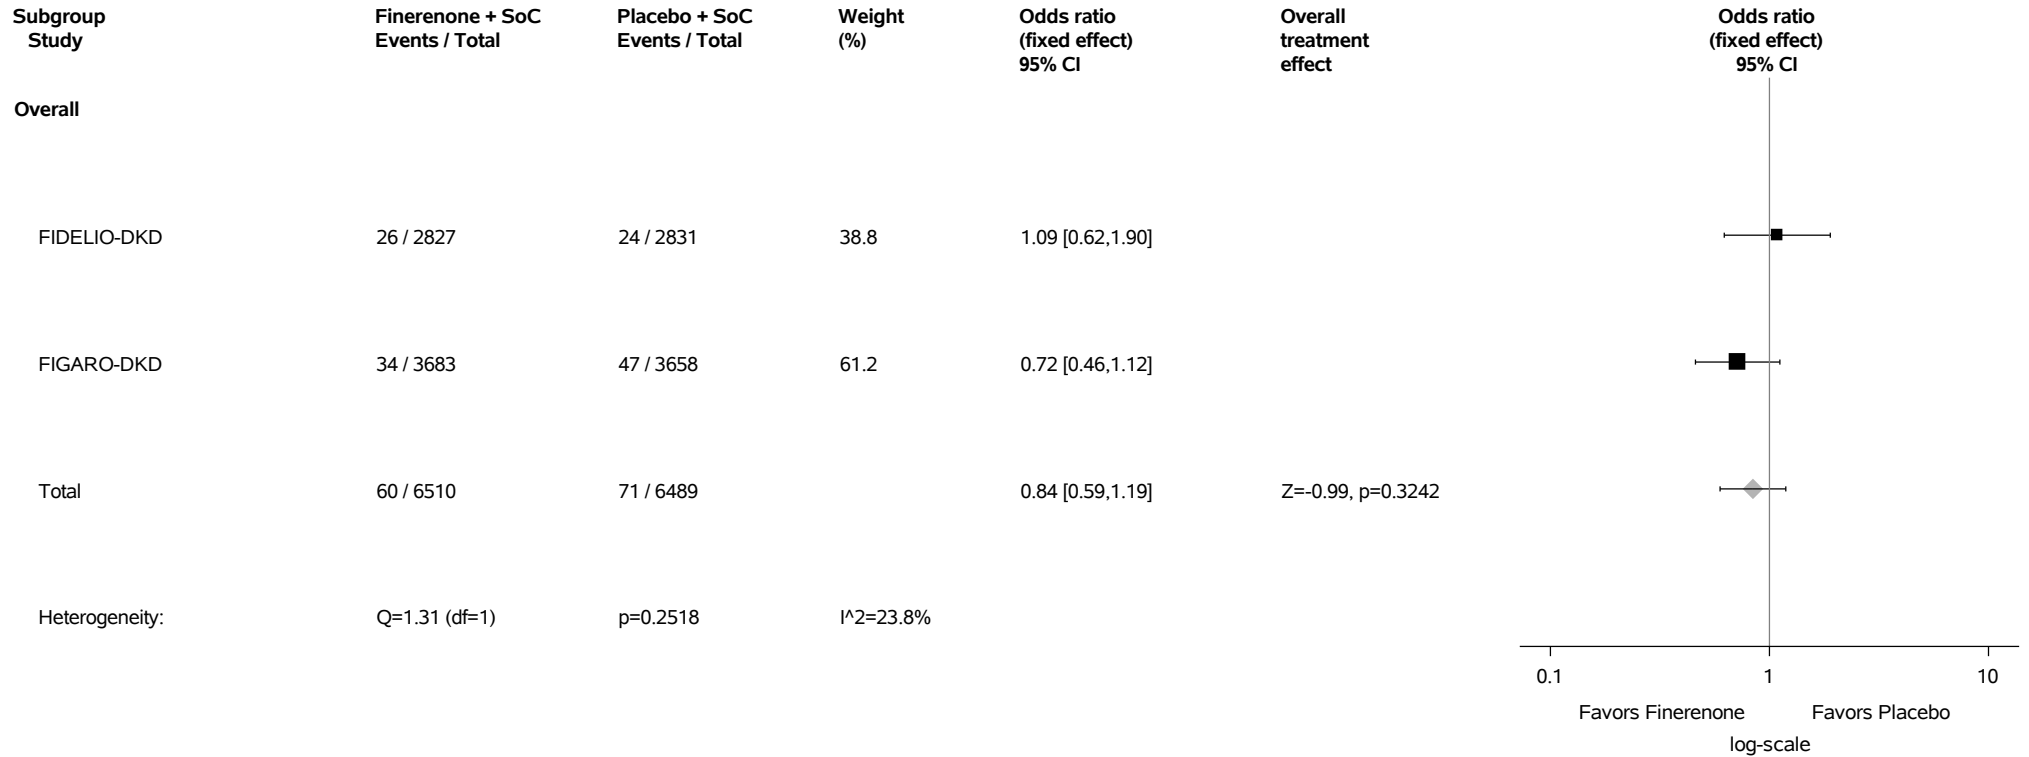 Subgroup Finerenone + SoC Placebo + SoC Weight Odds ratio Overall Odds ratio
Study Events / Total Events / Total (%) (fixed effect) treatment (fixed effect)
95% CI effect 95% CI
Overall
FIDELIO-DKD 26 / 2827 24 / 2831 38.8 1.09 [0.62,1.90]
FIGARO-DKD 34 / 3683 47 / 3658 61.2 0.72 [0.46,1.12]
Total 60 / 6510 71 / 6489 0.84 [0.59,1.19] Z=-0.99, p=0.3242
Heterogeneity: Q=1.31 (df=1) p=0.2518 I^2=23.8%
0.1 1 10
Favors Finerenone Favors Placebo
log-scale